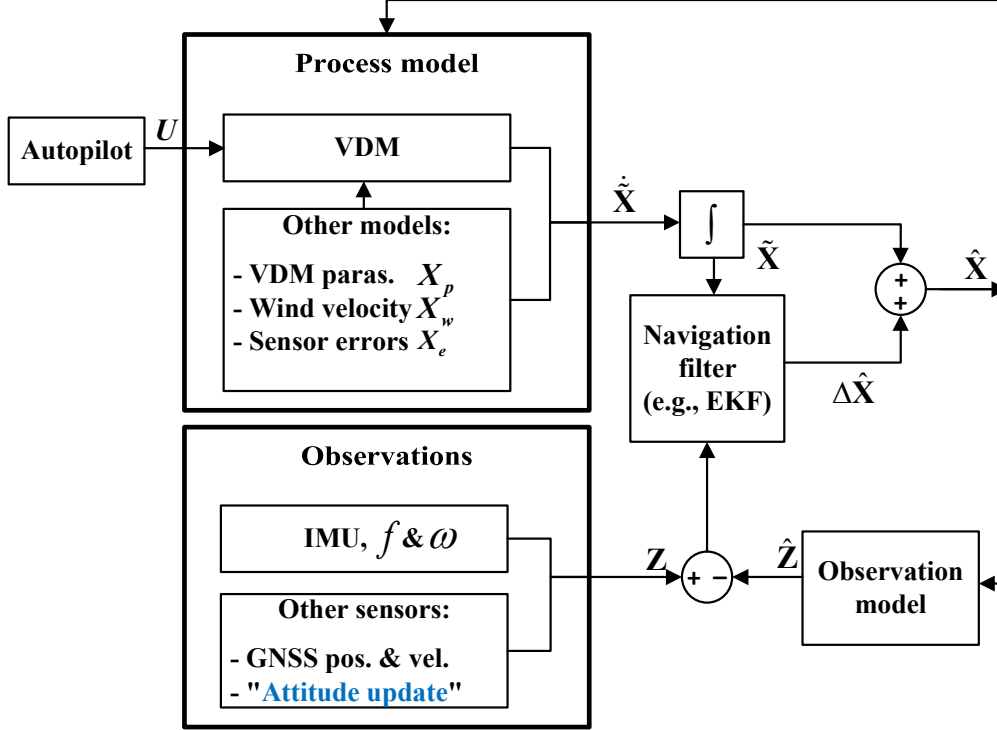 Process model
Autopilot
U
VDM
Other models:
- VDM paras. X_p
- Wind velocity X_w
- Sensor errors X_e
Ẋ̃
∫
X̃
+
+
X̂
Navigation
filter
(e.g., EKF)
ΔX̂
Observations
IMU, f & ω
Other sensors:
- GNSS pos. & vel.
- "Attitude update"
Z
+ −
Ẑ
Observation
model